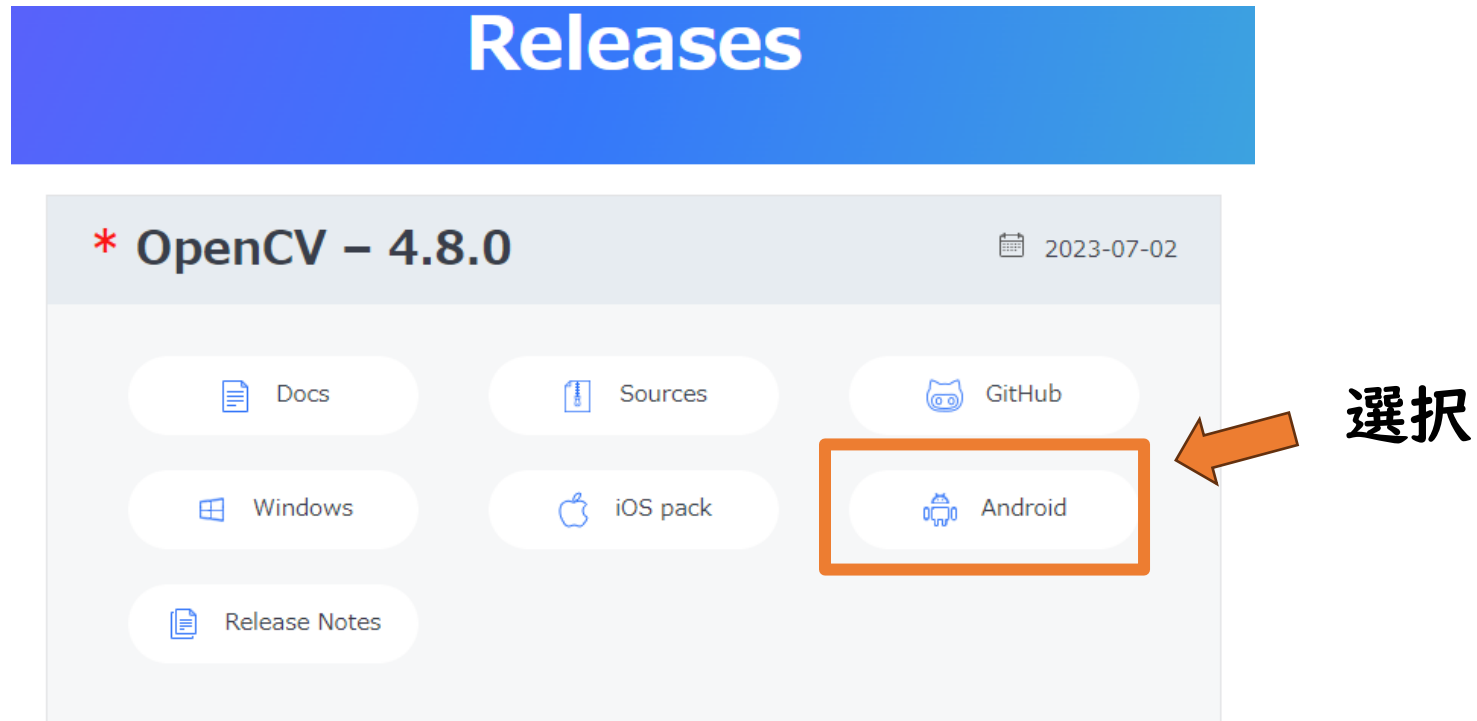 Releases
* OpenCV – 4.8.0
2023-07-02
Docs
Sources
GitHub
選択
Windows
iOS pack
Android
Release Notes